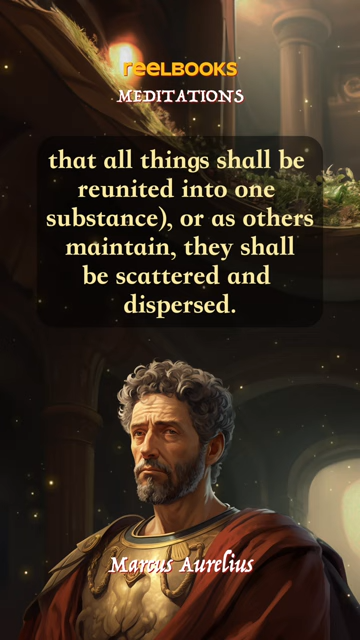 reelBOOKS
MEDITATIONS
that all things shall be
reunited into one
substance), or as others
maintain, they shall
be scattered and
dispersed.
Marcus Aurelius